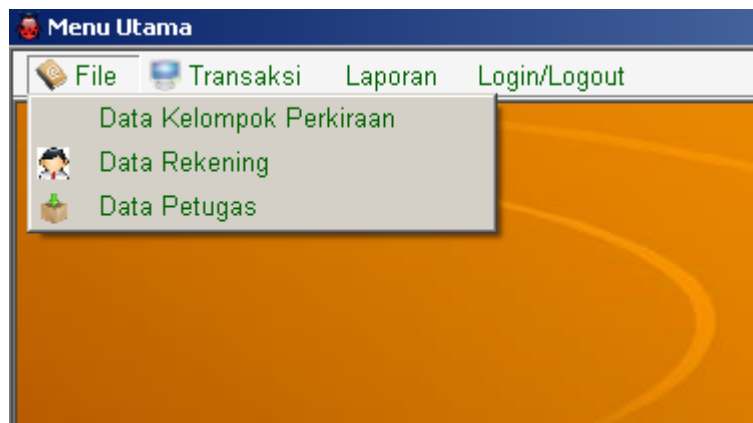 Menu Utama
File Transaksi Laporan Login/Logout
Data Kelompok Perkiraan
Data Rekening
Data Petugas